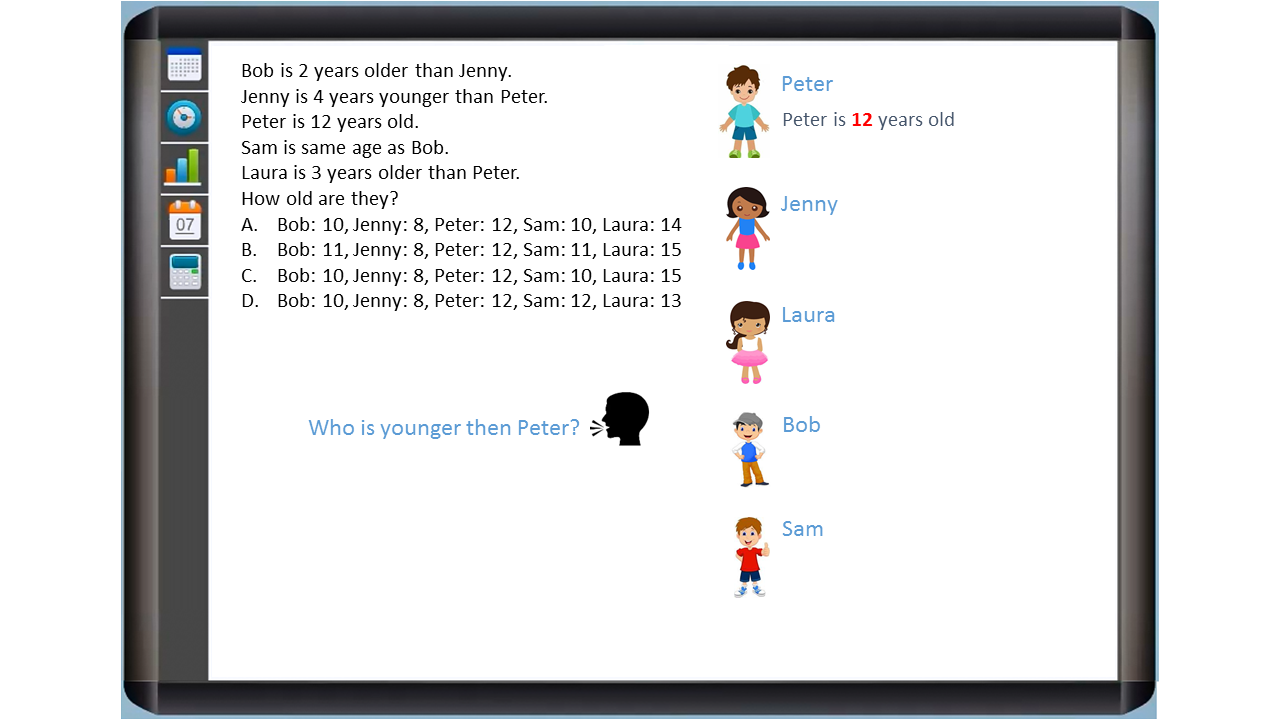 Bob is 2 years older than Jenny.
Jenny is 4 years younger than Peter.
Peter is 12 years old.
Sam is same age as Bob.
Laura is 3 years older than Peter.
How old are they?
A. Bob: 10, Jenny: 8, Peter: 12, Sam: 10, Laura: 14
B. Bob: 11, Jenny: 8, Peter: 12, Sam: 11, Laura: 15
C. Bob: 10, Jenny: 8, Peter: 12, Sam: 10, Laura: 15
D. Bob: 10, Jenny: 8, Peter: 12, Sam: 12, Laura: 13
Who is younger then Peter?
Peter
Peter is 12 years old
Jenny
Laura
Bob
Sam
07